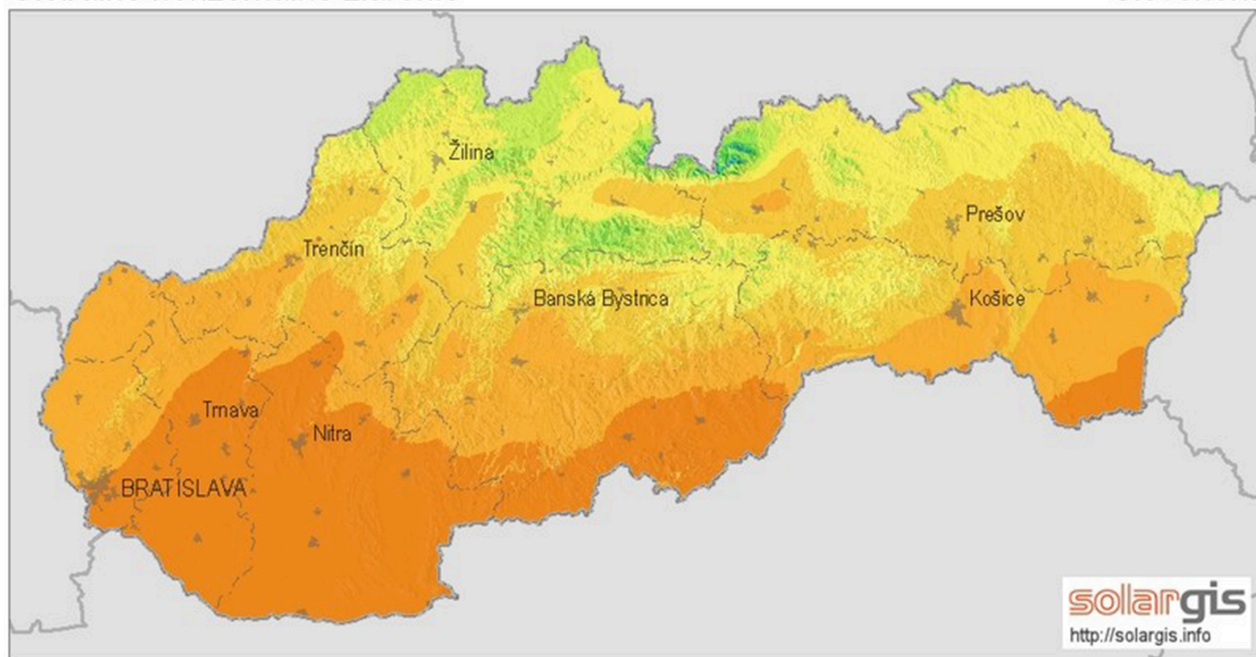 Žilina
Prešov
Trenčín
Banská Bystrica
Košice
Trnava
Nitra
BRATISLAVA
solargis
http://solargis.info